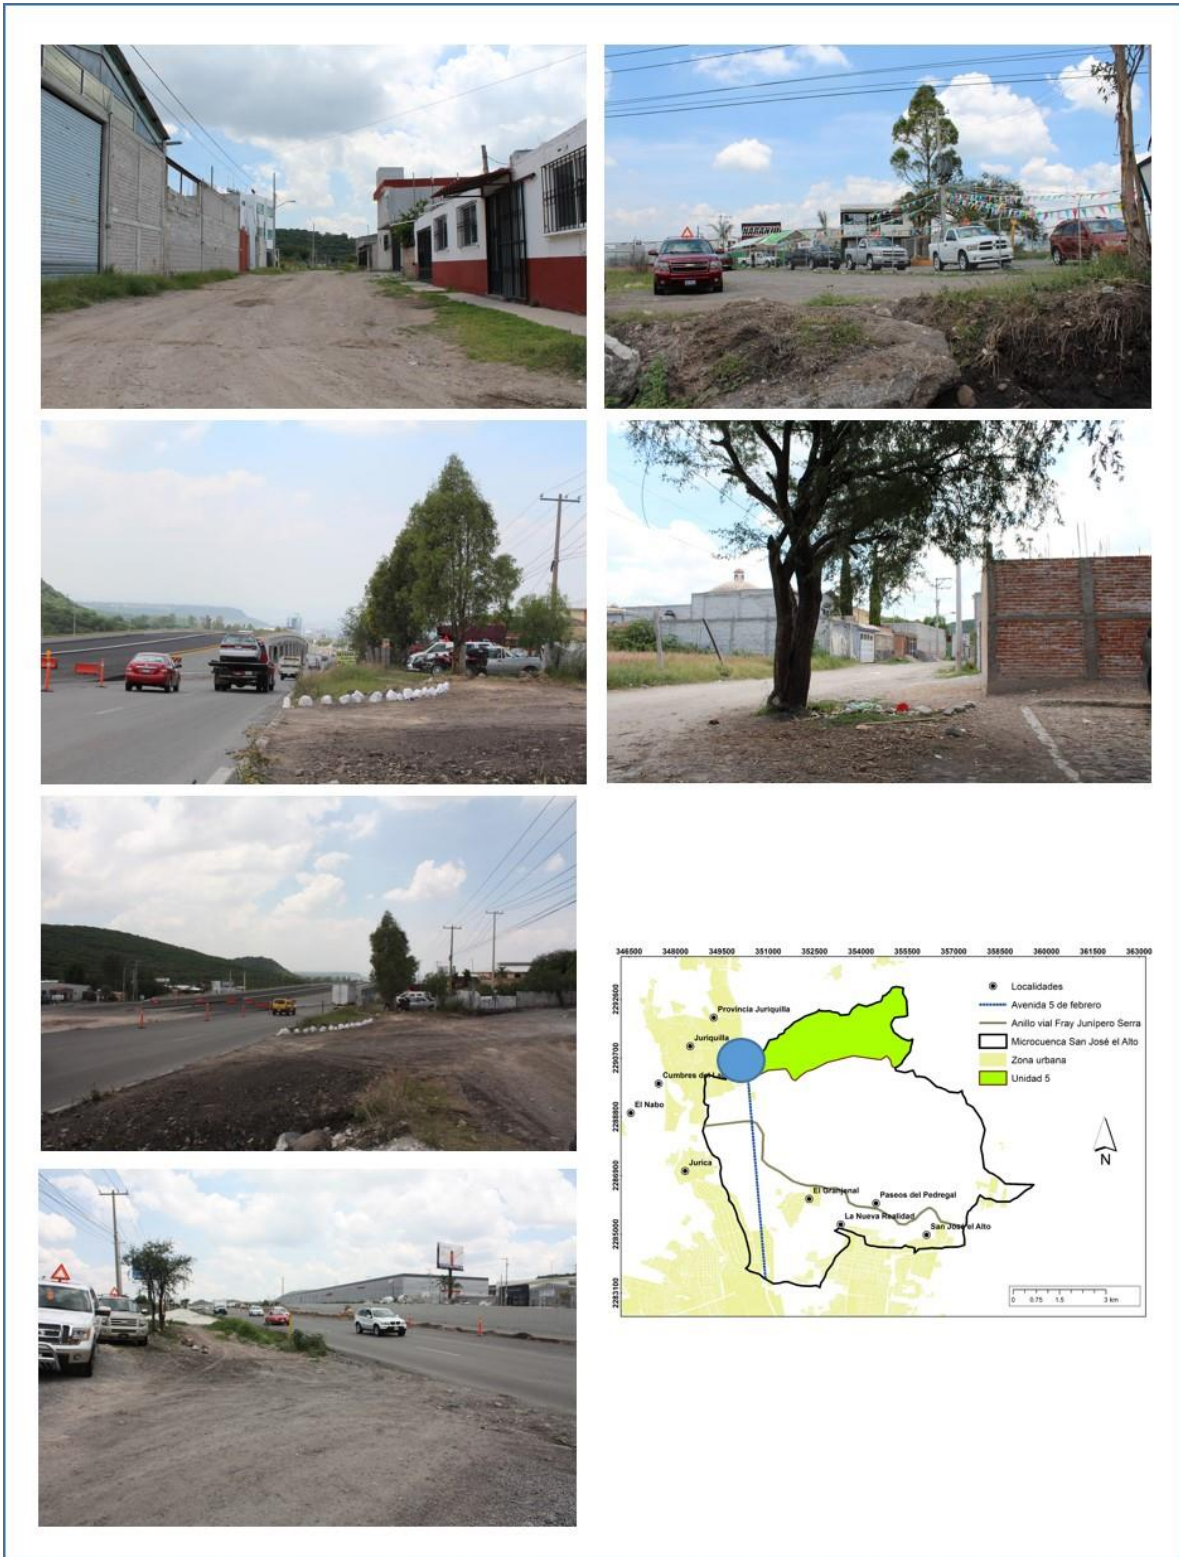 NARANJO
346500 348000 349500 351000 352500 354000 355500 357000 358500 360000 361500 363000
2292600
2290700
2288800
2286900
2285000
2283100
Localidades
Avenida 5 de febrero
Anillo vial Fray Junípero Serra
Microcuenca San José el Alto
Zona urbana
Unidad 5
Provincia Juriquilla
Juriquilla
Cumbres del La
El Nabo
Jurica
El Granjenal
Paseos del Pedregal
La Nueva Realidad
San José el Alto
N
0 0.75 1.5 3 km